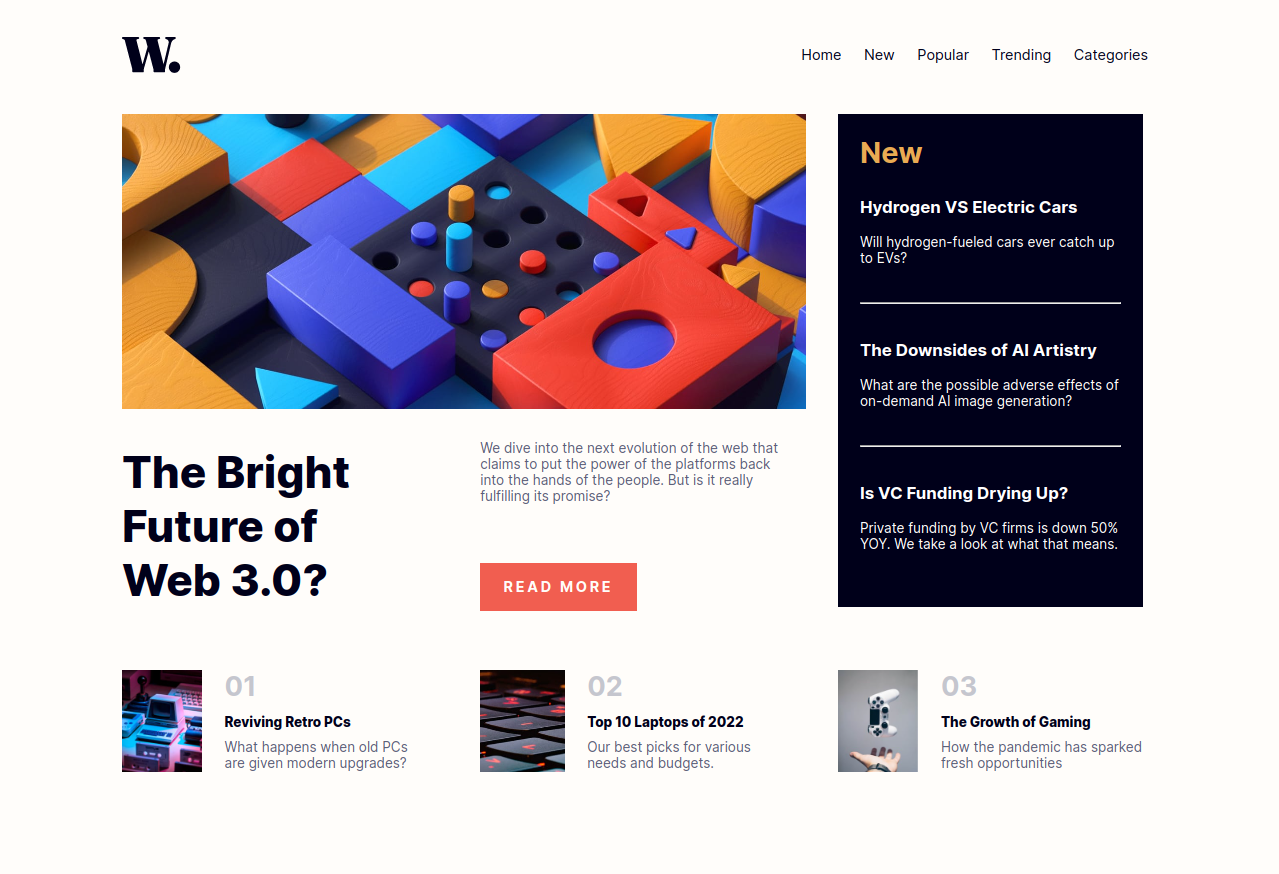 W.
Home New Popular Trending Categories
New
Hydrogen VS Electric Cars
Will hydrogen-fueled cars ever catch up
to EVs?
The Downsides of AI Artistry
What are the possible adverse effects of
on-demand AI image generation?
Is VC Funding Drying Up?
Private funding by VC firms is down 50%
YOY. We take a look at what that means.
The Bright
Future of
Web 3.0?
We dive into the next evolution of the web that
claims to put the power of the platforms back
into the hands of the people. But is it really
fulfilling its promise?
READ MORE
01
Reviving Retro PCs
What happens when old PCs
are given modern upgrades?
02
Top 10 Laptops of 2022
Our best picks for various
needs and budgets.
03
The Growth of Gaming
How the pandemic has sparked
fresh opportunities